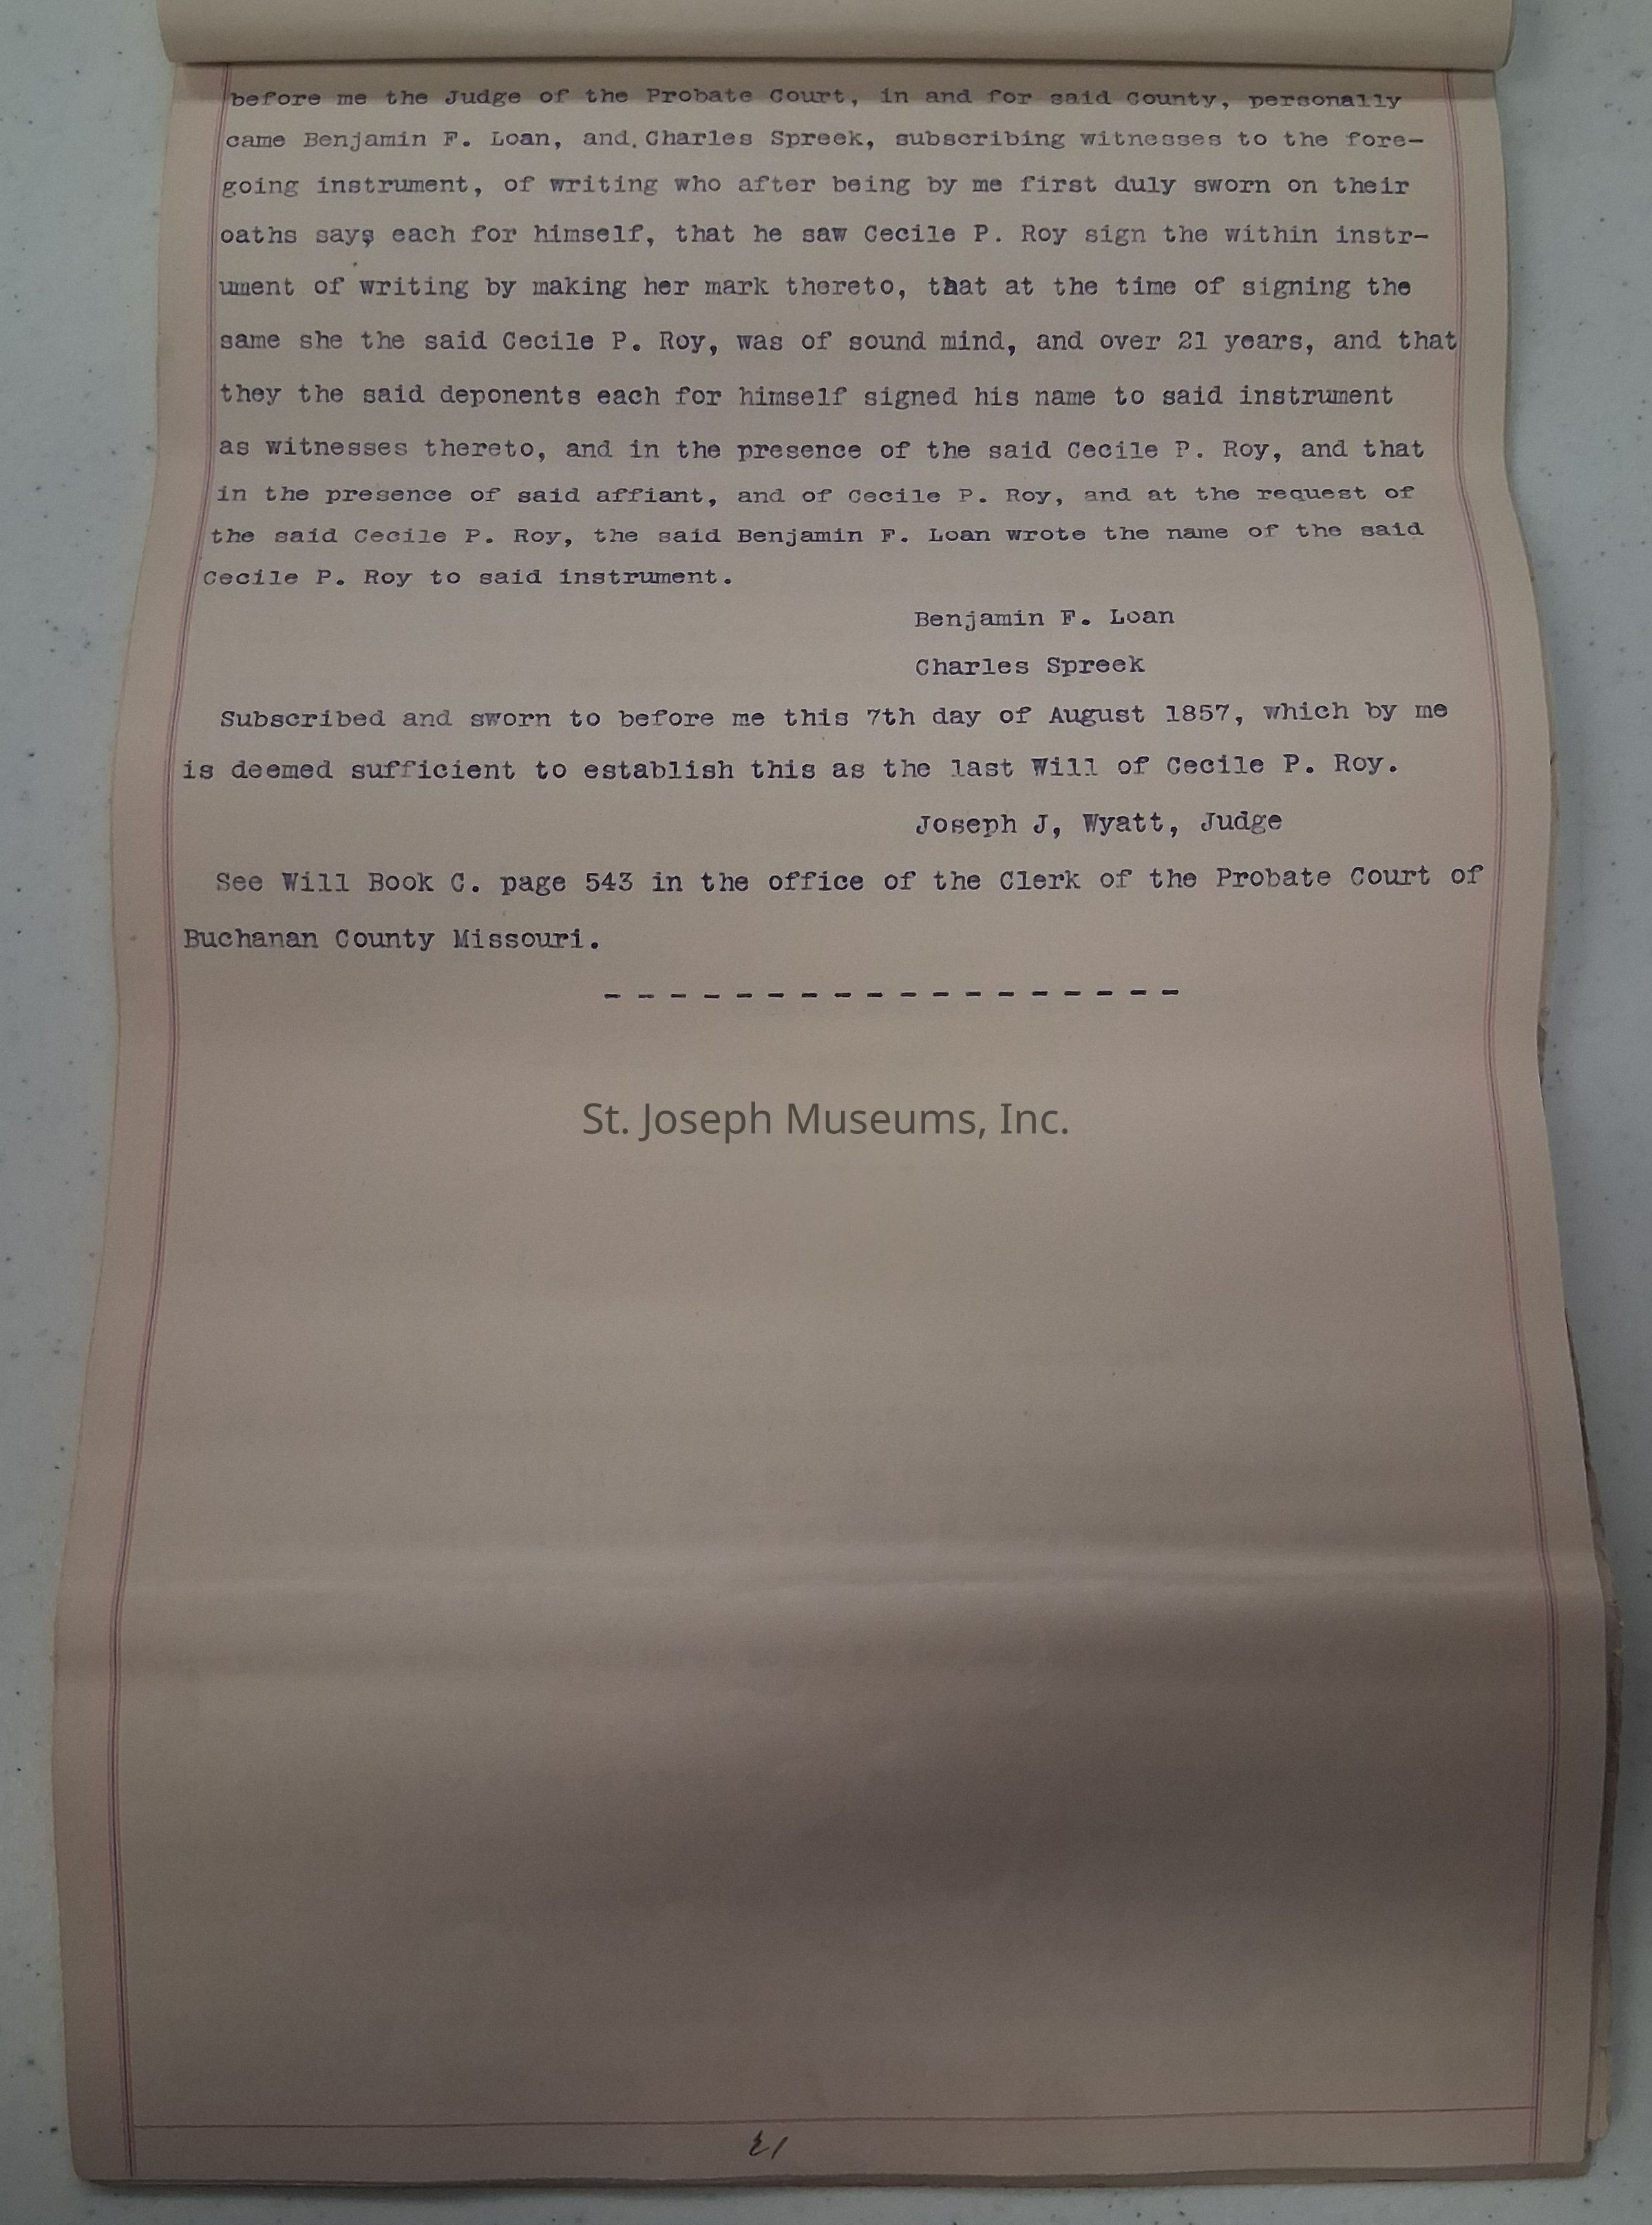 before me the Judge of the Probate Court, in and for said County, personally
came Benjamin F. Loan, and. Charles Spreek, subscribing witnesses to the fore-
going instrument, of writing who after being by me first duly sworn on their
oaths says each for himself, that he saw Cecile P. Roy sign the within instr-
ument of writing by making her mark thereto, that at the time of signing the
same she the said Cecile P. Roy, was of sound mind, and over 21 years, and that
they the said deponents each for himself signed his name to said instrument
as witnesses thereto, and in the presence of the said Cecile P. Roy, and that
in the presence of said affiant, and of Cecile P. Roy, and at the request of
the said Cecile P. Roy, the said Benjamin F. Loan wrote the name of the said
Cecile P. Roy to said instrument.
Benjamin F. Loan
Charles Spreek
Subscribed and sworn to before me this 7th day of August 1857, which by me
is deemed sufficient to establish this as the last Will of Cecile P. Roy.
Joseph J, Wyatt, Judge
See Will Book C. page 543 in the office of the Clerk of the Probate Court of
Buchanan County Missouri.
- - - - - - - - - - - - - - - - - -
St. Joseph Museums, Inc.
21